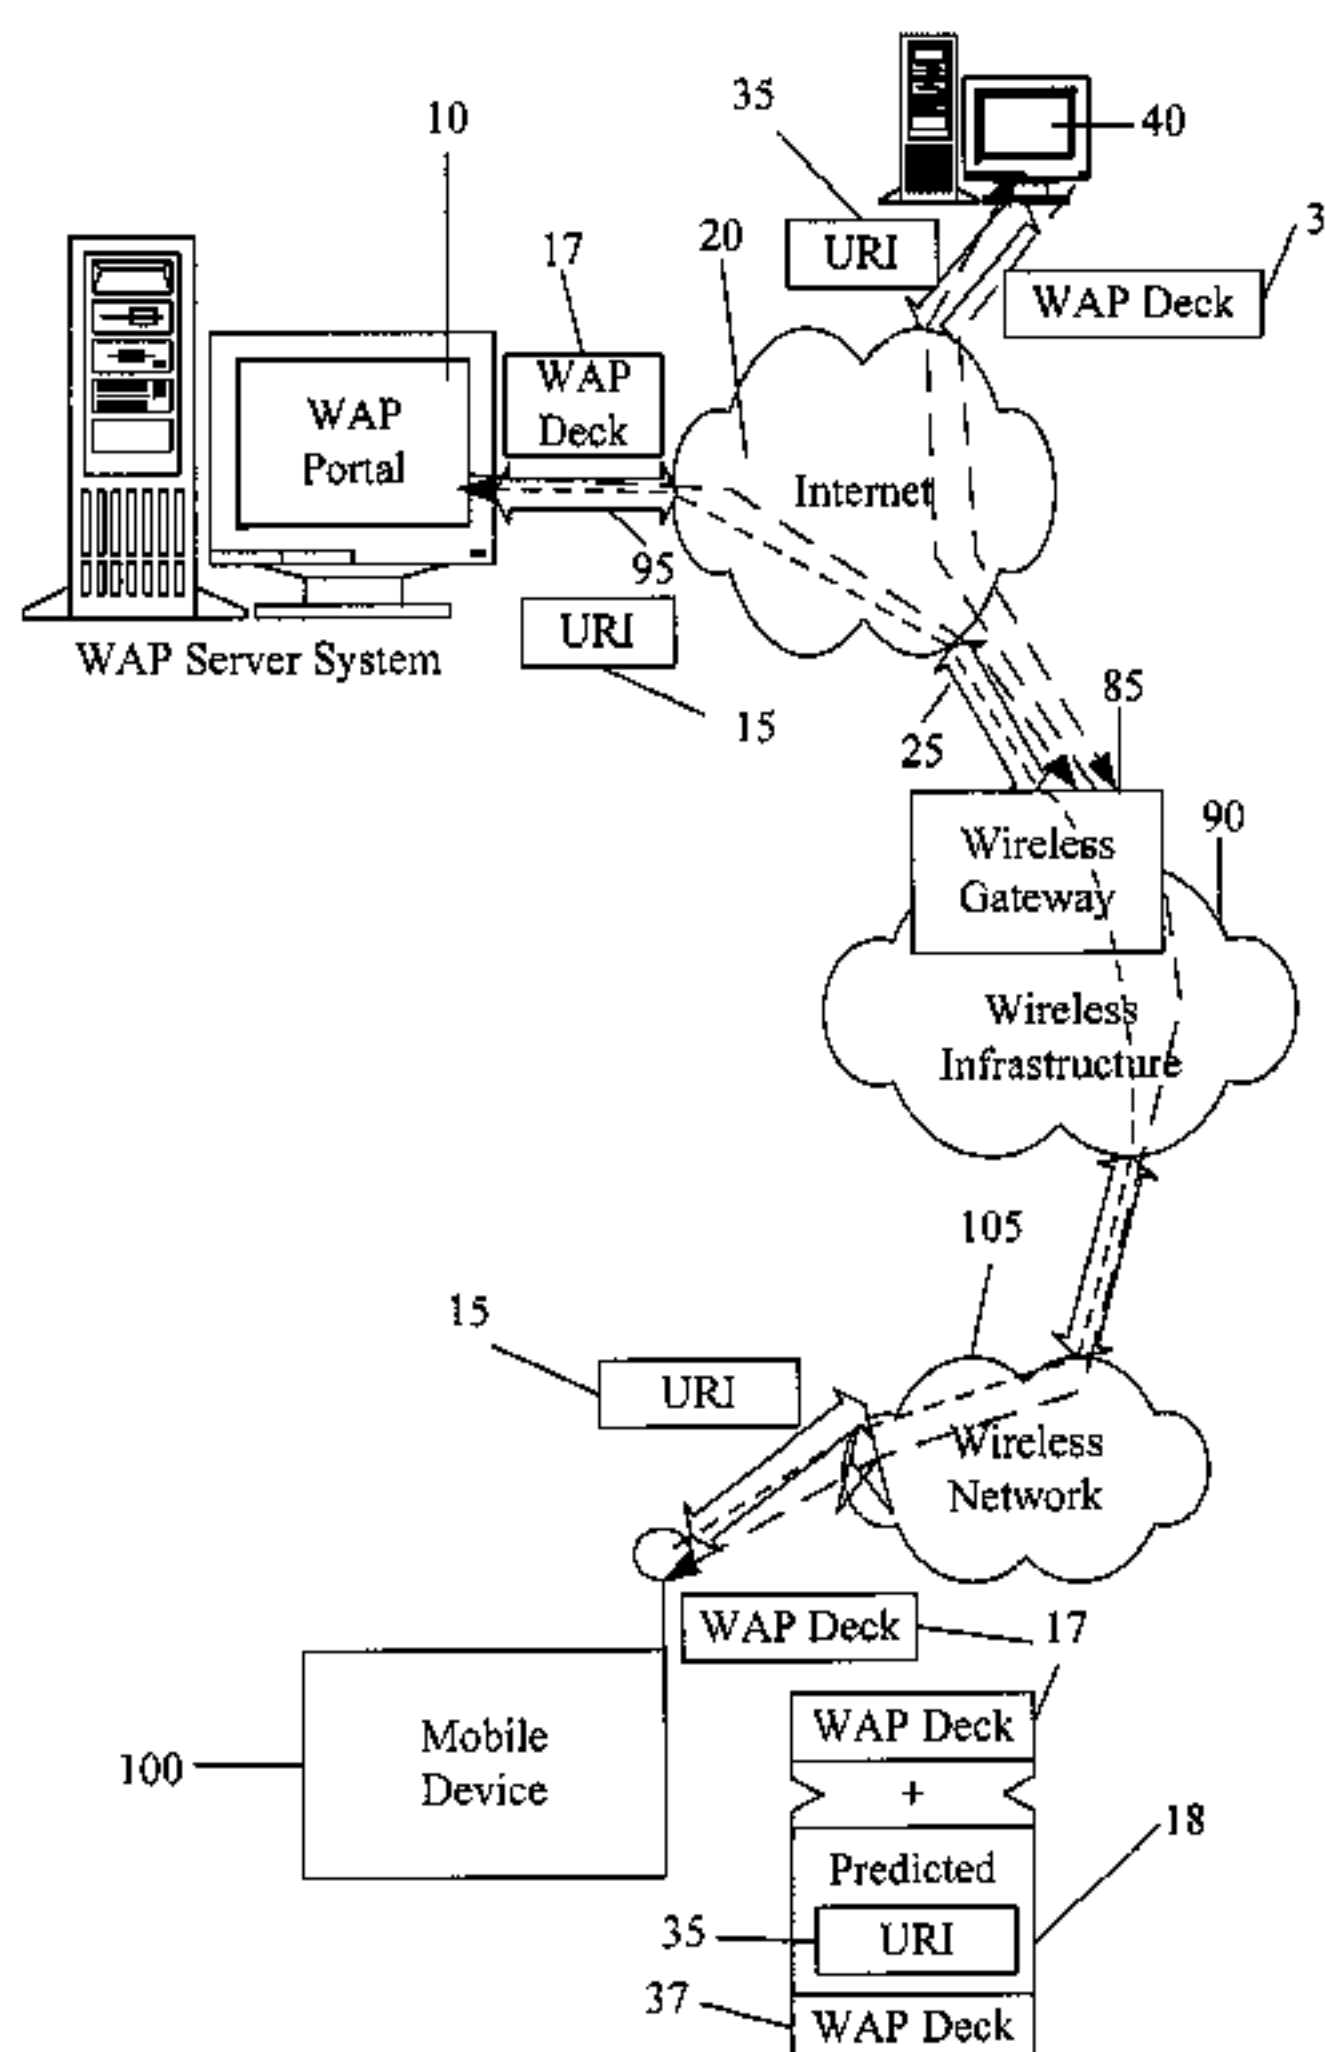 35
40
10
3
URI
20
17
WAP Deck
WAP
Deck
WAP
Portal
Internet
95
URI
WAP Server System
85
15
25
90
Wireless
Gateway
Wireless
Infrastructure
105
15
URI
Wireless
Network
WAP Deck
17
WAP Deck
Mobile
Device
100
+
18
Predicted
35
URI
37
WAP Deck